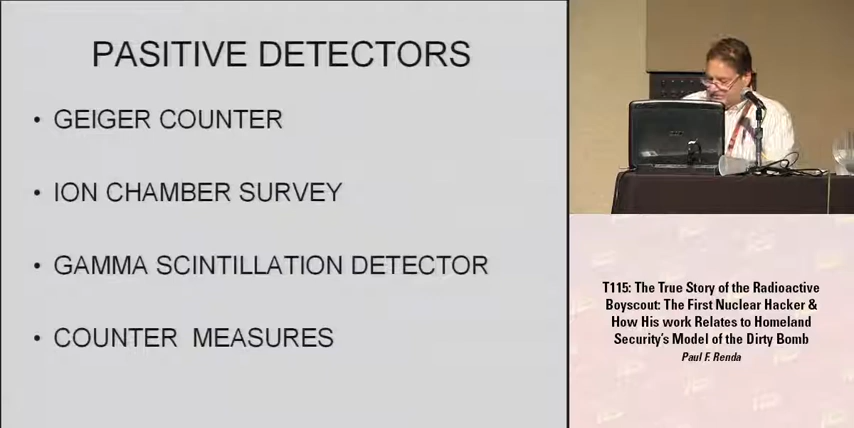 PASITIVE DETECTORS
• GEIGER COUNTER
• ION CHAMBER SURVEY
• GAMMA SCINTILLATION DETECTOR
• COUNTER  MEASURES
T115: The True Story of the Radioactive
Boyscout: The First Nuclear Hacker &
How His work Relates to Homeland
Security's Model of the Dirty Bomb
Paul F. Renda